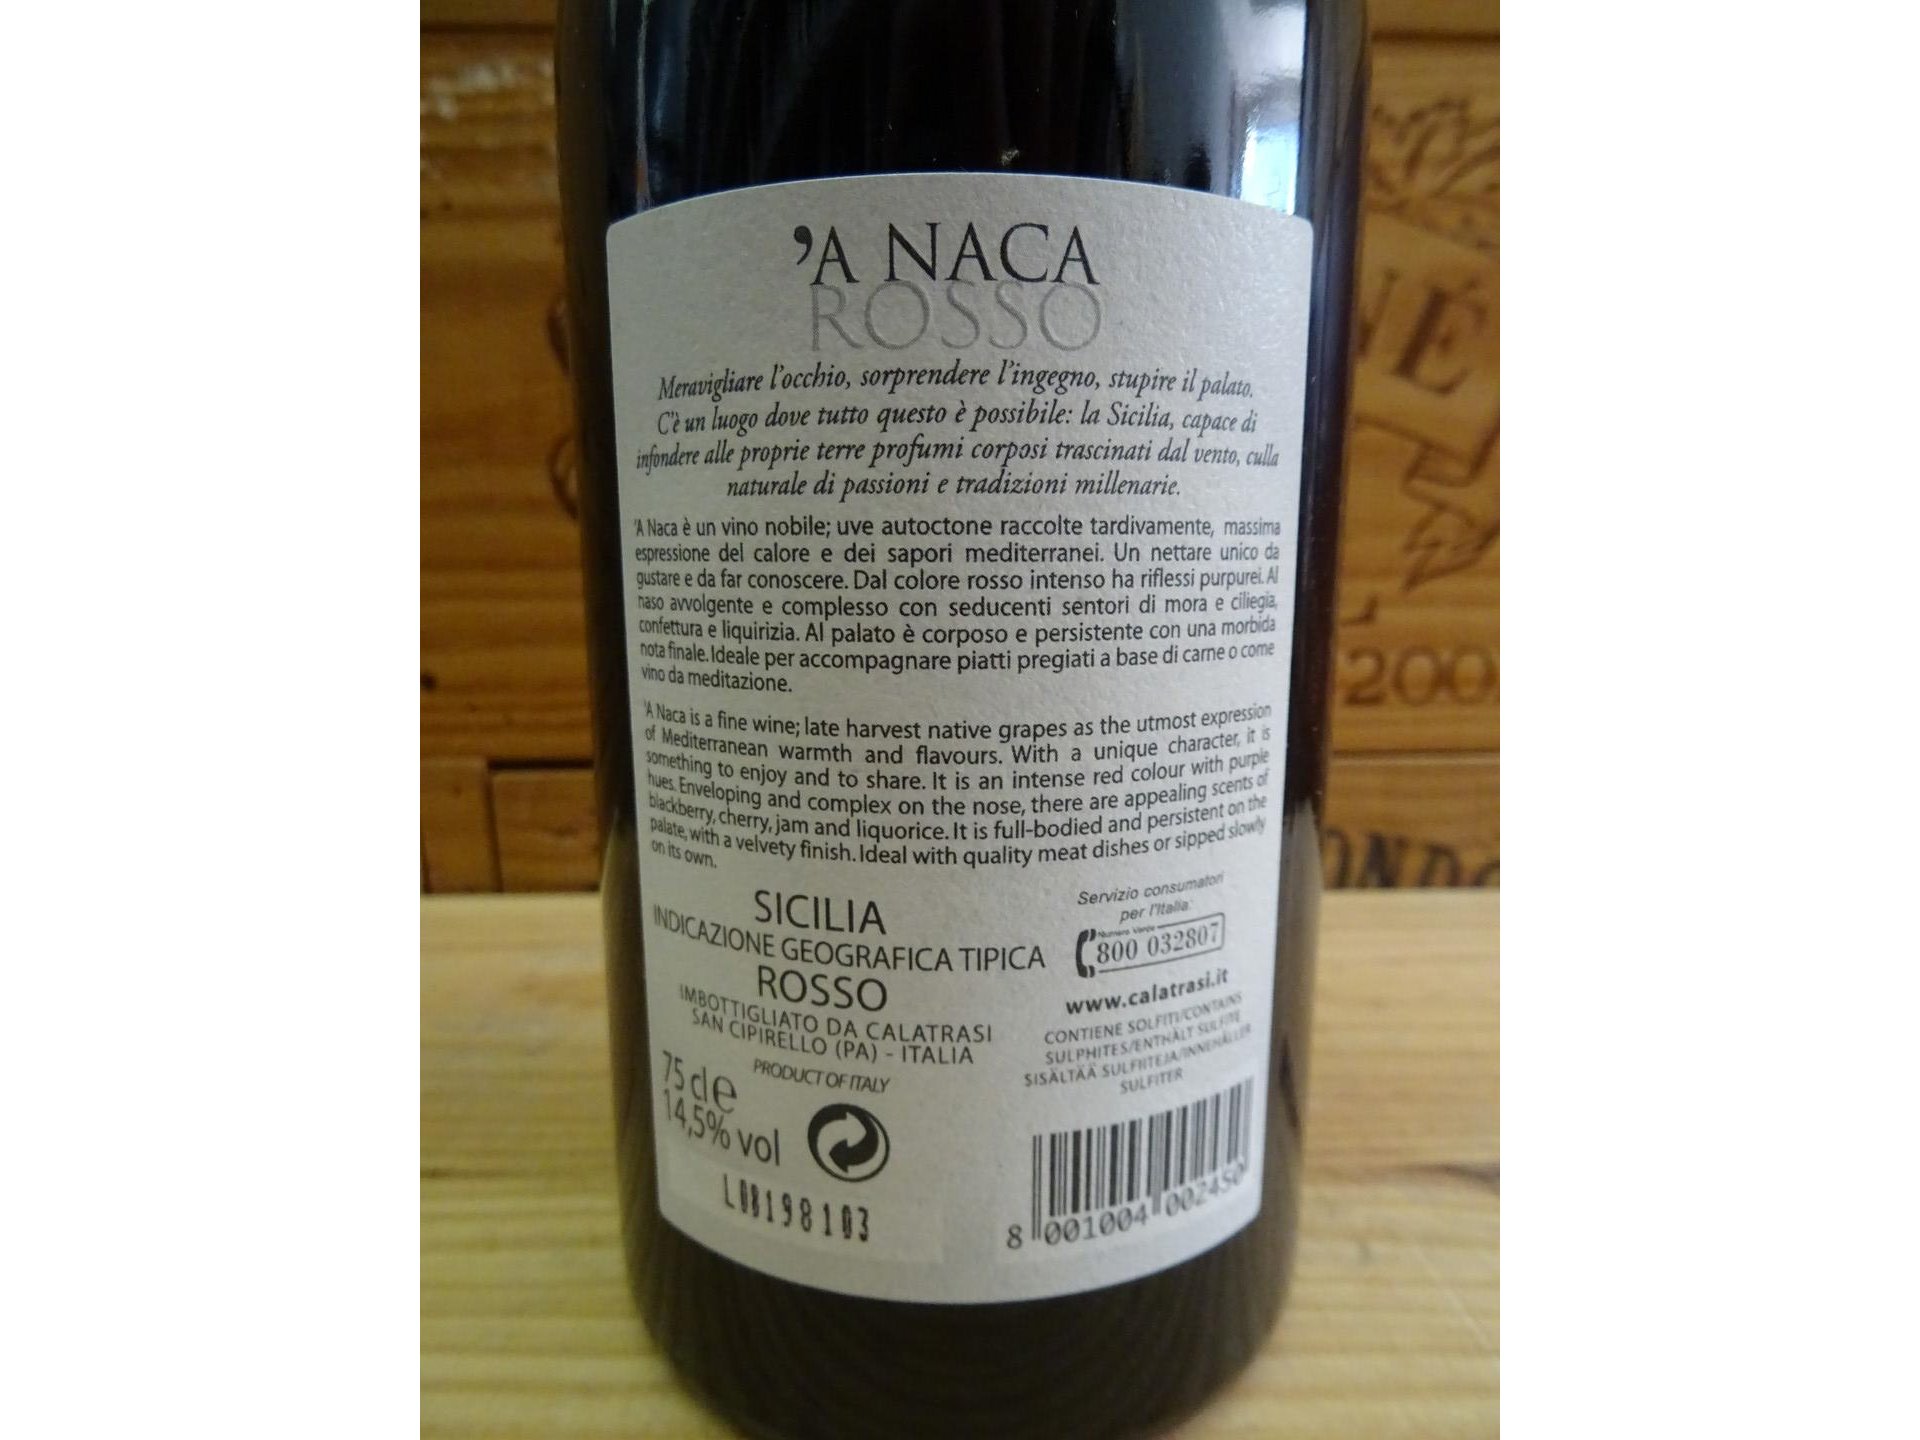 'A NACA
ROSSO
Meravigliare l'occhio, sorprendere l'ingegno, stupire il palato.
C'è un luogo dove tutto questo è possibile: la Sicilia, capace di
infondere alle proprie terre profumi corposi trascinati dal vento, culla
naturale di passioni e tradizioni millenarie.
'A Naca è un vino nobile; uve autoctone raccolte tardivamente, massima
espressione del calore e dei sapori mediterranei. Un nettare unico da
gustare e da far conoscere. Dal colore rosso intenso ha riflessi purpurei. Al
naso avvolgente e complesso con seducenti sentori di mora e ciliegia,
confettura e liquirizia. Al palato è corposo e persistente con una morbida
nota finale. Ideale per accompagnare piatti pregiati a base di carne o come
vino da meditazione.
'A Naca is a fine wine; late harvest native grapes as the utmost expression
of Mediterranean warmth and flavours. With a unique character, it is
something to enjoy and to share. It is an intense red colour with purple
hues. Enveloping and complex on the nose, there are appealing scents of
blackberry, cherry, jam and liquorice. It is full-bodied and persistent on the
palate, with a velvety finish. Ideal with quality meat dishes or sipped slowly
on its own.
SICILIA
INDICAZIONE GEOGRAFICA TIPICA
ROSSO
IMBOTTIGLIATO DA CALATRASI
SAN CIPIRELLO (PA) - ITALIA
PRODUCT OF ITALY
75 cl e
14,5% vol
L08198103
Servizio consumatori
per l'Italia
Numero Verde
800 032807
www.calatrasi.it
CONTIENE SOLFITI/CONTAINS
SULPHITES/ENTHÄLT SULFITE
SISÄLTÄÄ SULFIITEJA/INNEHÅLLER
SULFITER
8 001004 002450
NÉ
200
OND